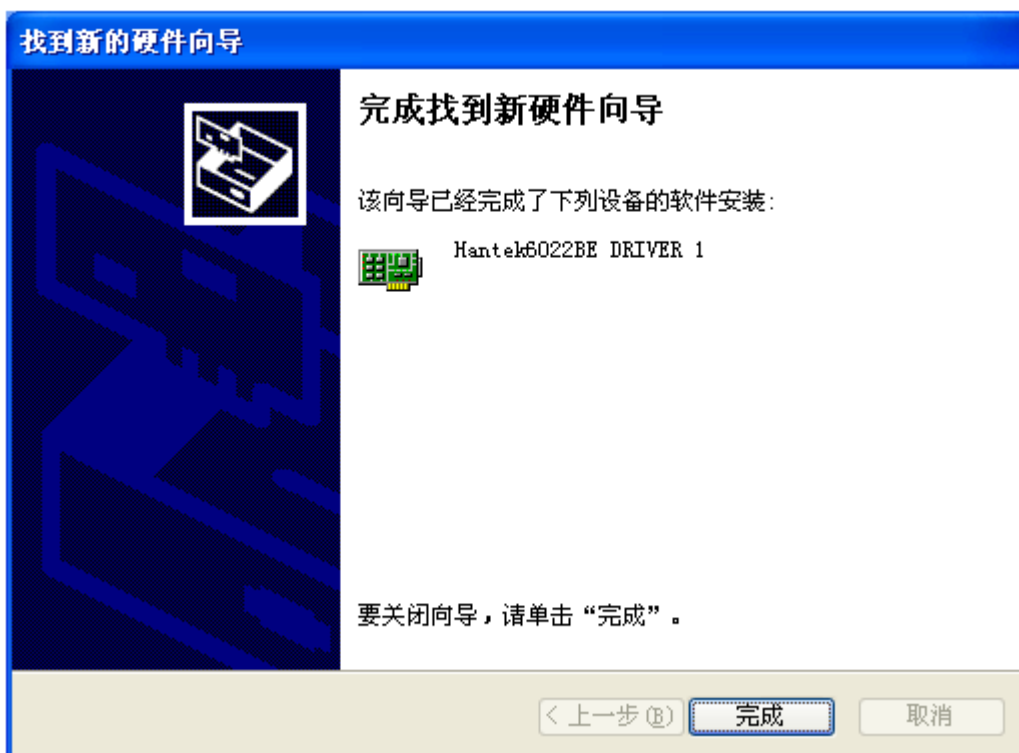 找到新的硬件向导
完成找到新硬件向导
该向导已经完成了下列设备的软件安装:
Hantek6022BE DRIVER 1
要关闭向导，请单击“完成”。
< 上一步(B)
完成
取消